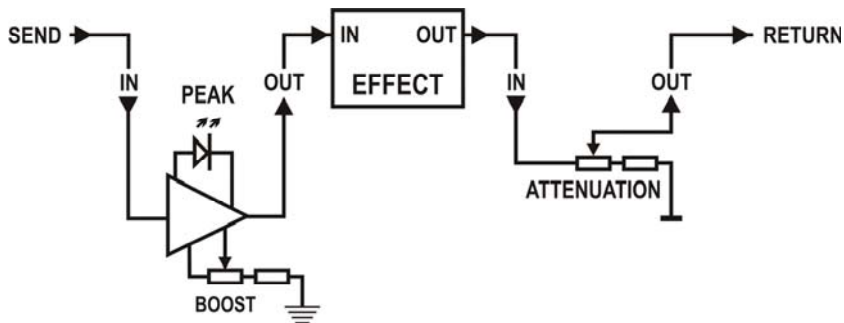 SEND
IN
PEAK
OUT
IN OUT
EFFECT
IN
OUT
RETURN
ATTENUATION
BOOST